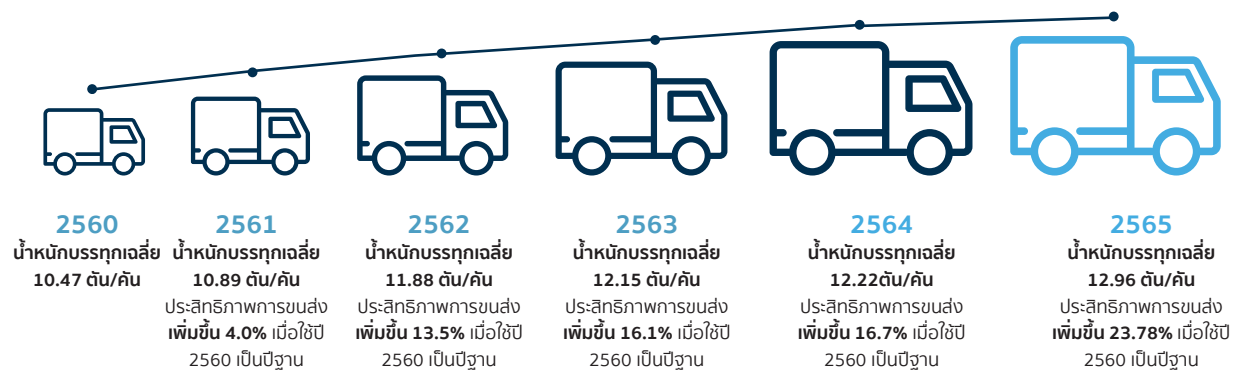 2560
น้ำหนักบรรทุกเฉลี่ย
10.47 ตัน/คัน
2561
น้ำหนักบรรทุกเฉลี่ย
10.89 ตัน/คัน
ประสิทธิภาพการขนส่ง
เพิ่มขึ้น 4.0% เมื่อใช้ปี
2560 เป็นปีฐาน
2562
น้ำหนักบรรทุกเฉลี่ย
11.88 ตัน/คัน
ประสิทธิภาพการขนส่ง
เพิ่มขึ้น 13.5% เมื่อใช้ปี
2560 เป็นปีฐาน
2563
น้ำหนักบรรทุกเฉลี่ย
12.15 ตัน/คัน
ประสิทธิภาพการขนส่ง
เพิ่มขึ้น 16.1% เมื่อใช้ปี
2560 เป็นปีฐาน
2564
น้ำหนักบรรทุกเฉลี่ย
12.22ตัน/คัน
ประสิทธิภาพการขนส่ง
เพิ่มขึ้น 16.7% เมื่อใช้ปี
2560 เป็นปีฐาน
2565
น้ำหนักบรรทุกเฉลี่ย
12.96 ตัน/คัน
ประสิทธิภาพการขนส่ง
เพิ่มขึ้น 23.78% เมื่อใช้ปี
2560 เป็นปีฐาน